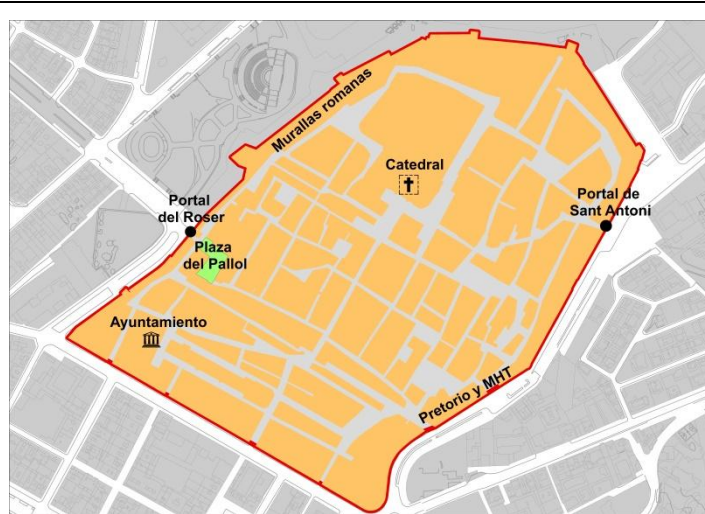 Murallas romanas
Catedral
Portal
del Roser
Portal de
Sant Antoni
Plaza
del Pallol
Ayuntamiento
Pretorio y MHT